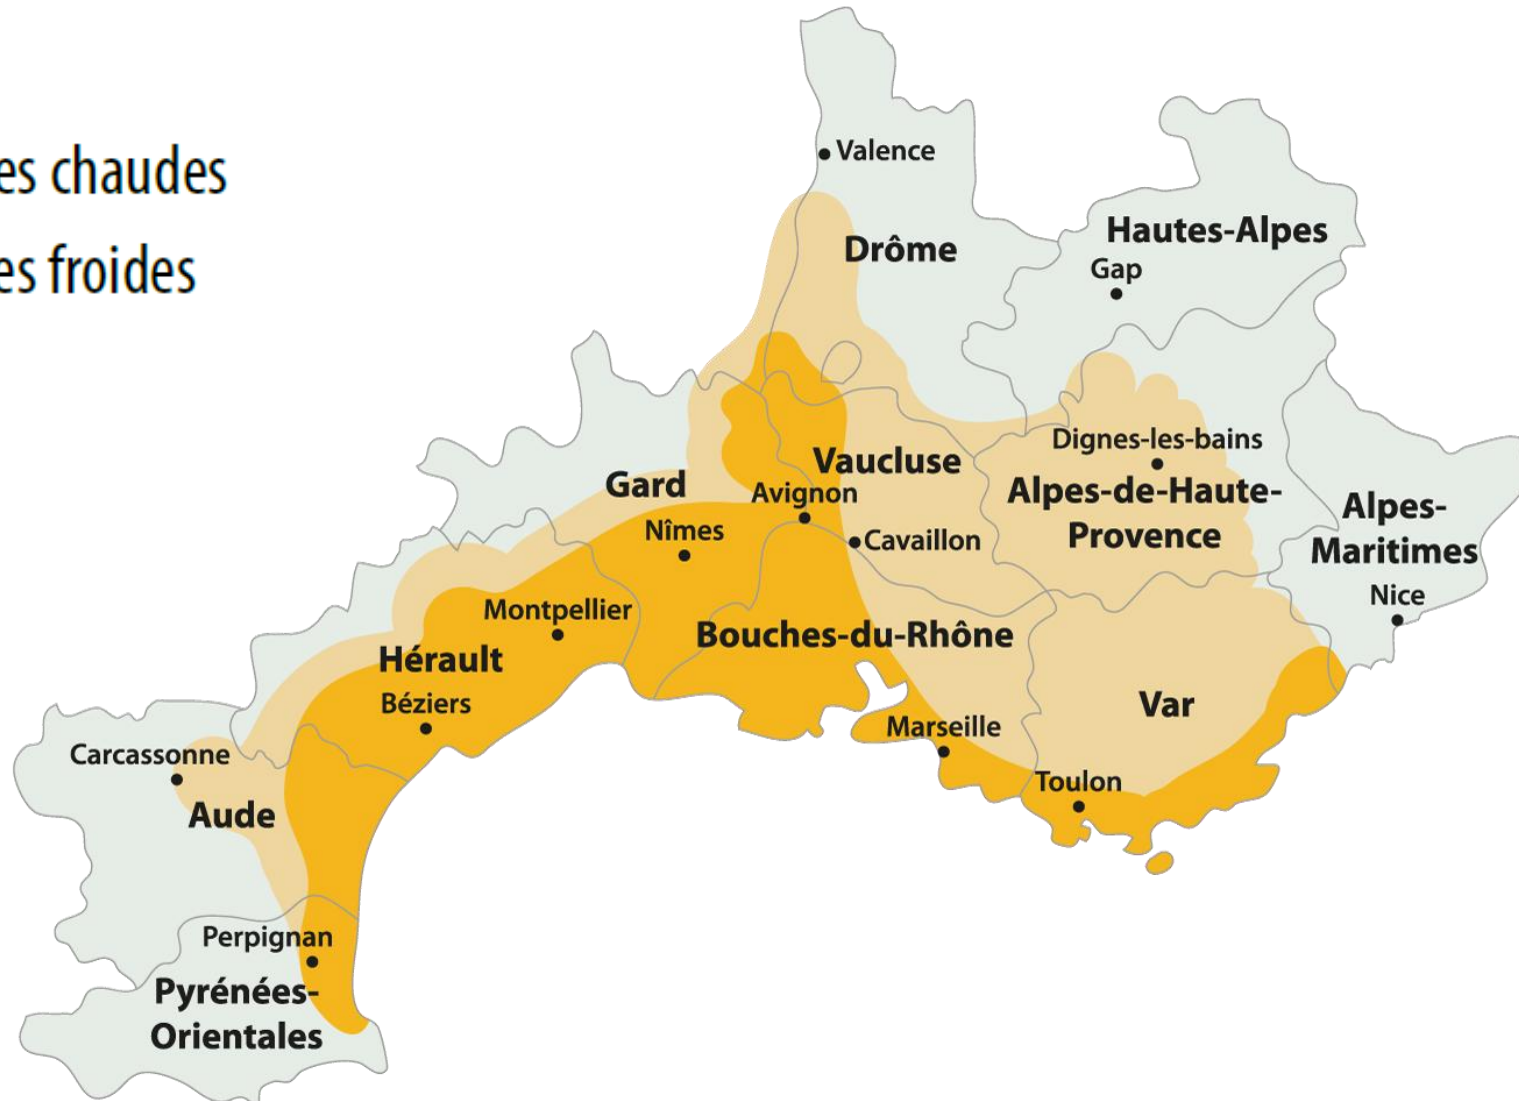 es chaudes
es froides
Valence
Drôme
Hautes-Alpes
Gap
Dignes-les-bains
Alpes-de-Haute-
Provence
Alpes-
Maritimes
Nice
Vaucluse
Avignon
Cavaillon
Gard
Nîmes
Montpellier
Hérault
Béziers
Bouches-du-Rhône
Marseille
Var
Toulon
Carcassonne
Aude
Perpignan
Pyrénées-
Orientales